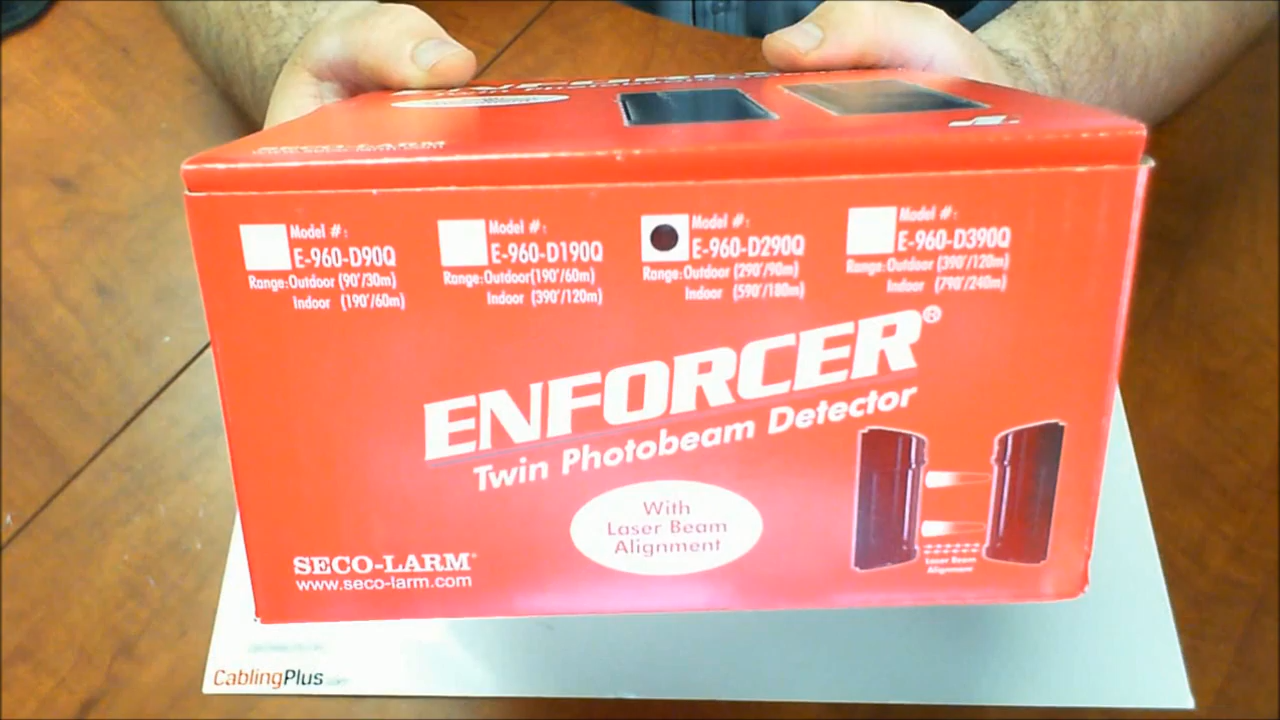 SECO-LARM
Model #:
E-960-D90Q
Range:Outdoor (90'/30m)
Indoor (190'/60m)
Model #:
E-960-D190Q
Range:Outdoor(190'/60m)
Indoor (390'/120m)
Model #:
E-960-D290Q
Range:Outdoor (290'/90m)
Indoor (590'/180m)
Model #:
E-960-D390Q
Range:Outdoor (390'/120m)
Indoor (790'/240m)
ENFORCER®
Twin Photobeam Detector
With
Laser Beam
Alignment
Laser Beam
Alignment
SECO-LARM®
www.seco-larm.com
CablingPlus